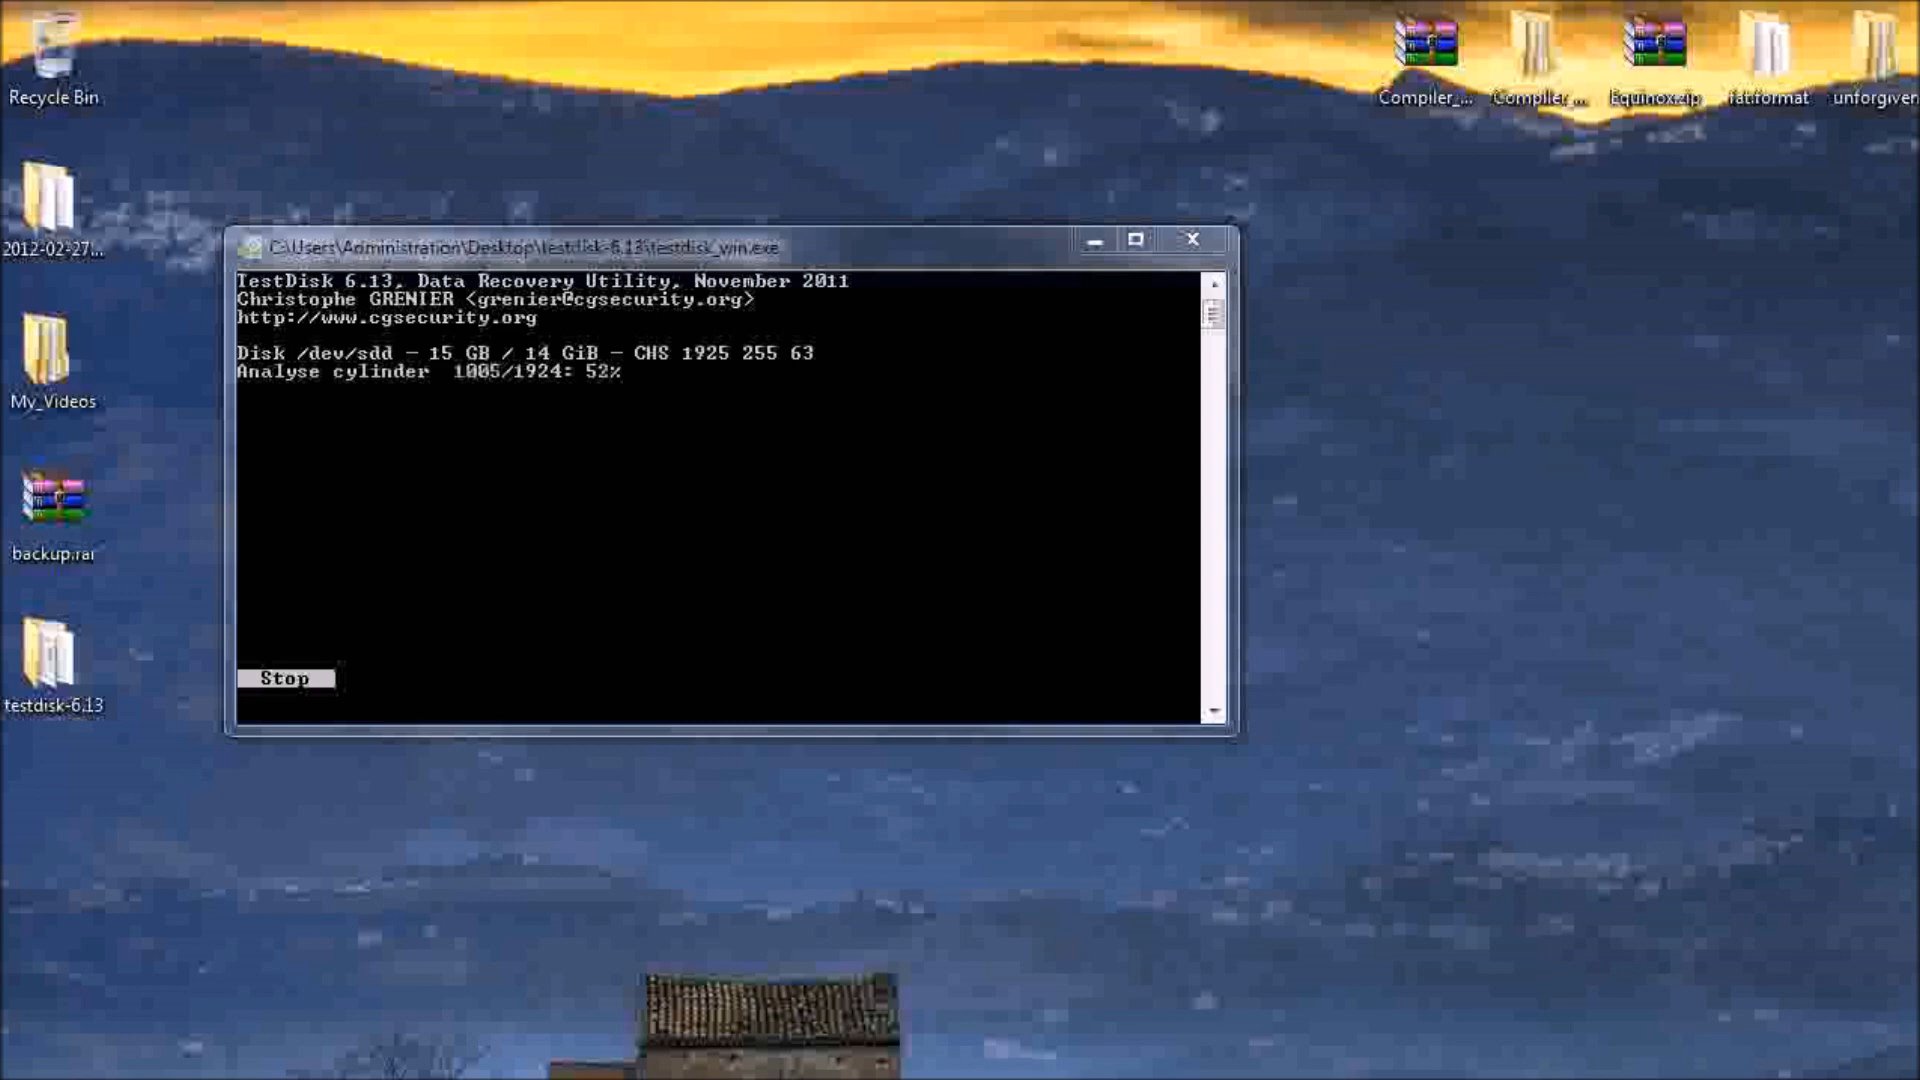 Recycle Bin
2012-02-27...
My_Videos
backup.rar
testdisk-6.13
Compiler_...
Compiler_...
Equinox.zip
fatformat
unforgiven
C:\Users\Administration\Desktop\testdisk-6.13\testdisk_win.exe
TestDisk 6.13, Data Recovery Utility, November 2011
Christophe GRENIER <grenier@cgsecurity.org>
http://www.cgsecurity.org
Disk /dev/sdd - 15 GB / 14 GiB - CHS 1925 255 63
Analyse cylinder 1005/1924: 52%
Stop